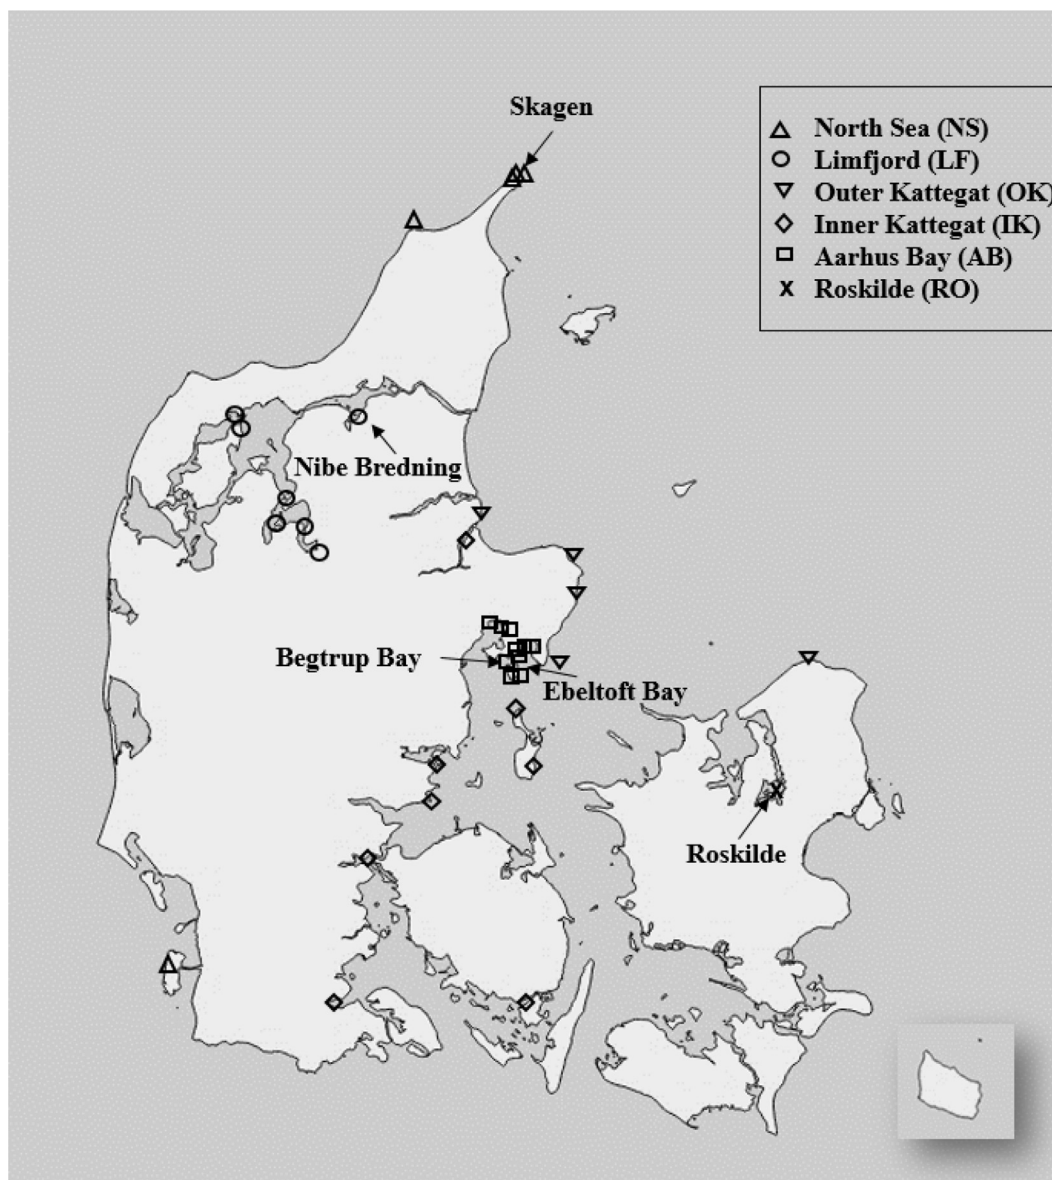 Skagen
North Sea (NS)
Limfjord (LF)
Outer Kattegat (OK)
Inner Kattegat (IK)
Aarhus Bay (AB)
x Roskilde (RO)
Nibe Bredning
Begtrup Bay
Ebeltoft Bay
x
Roskilde